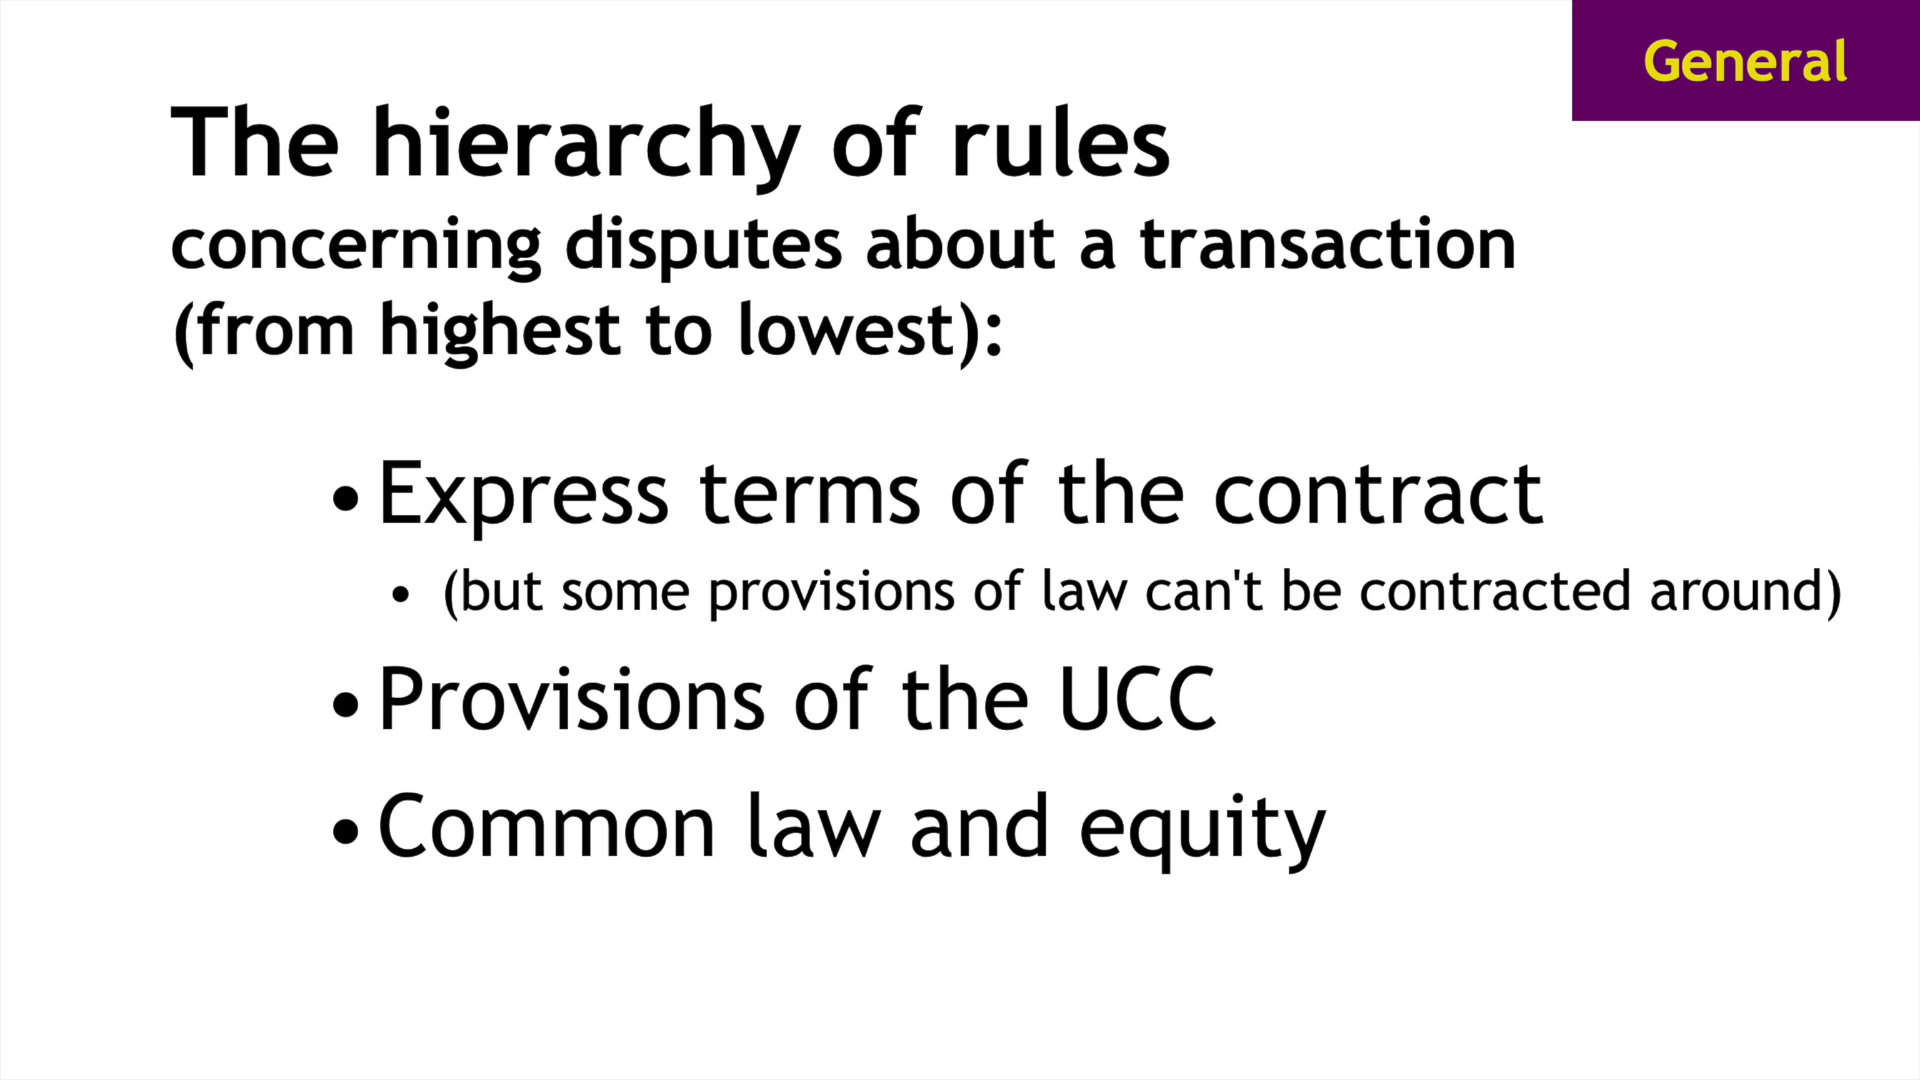 General
The hierarchy of rules
concerning disputes about a transaction
(from highest to lowest):
• Express terms of the contract
• (but some provisions of law can't be contracted around)
• Provisions of the UCC
• Common law and equity